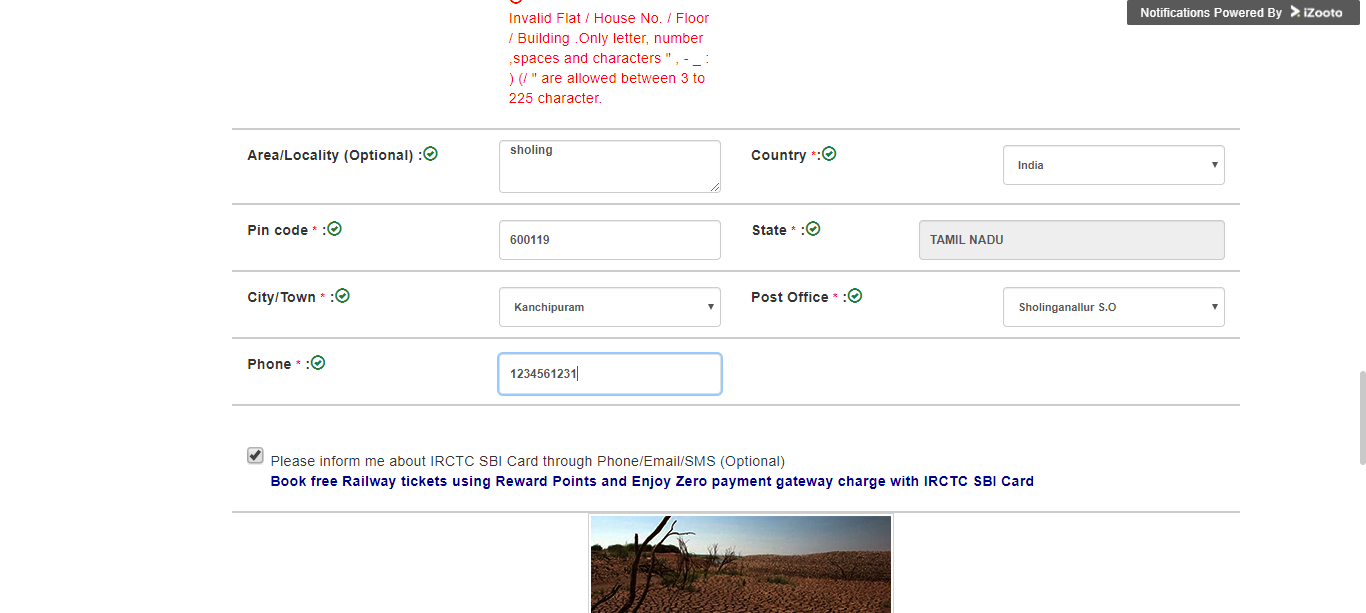 Notifications Powered By iZooto
Invalid Flat / House No. / Floor
/ Building .Only letter, number
,spaces and characters " , - _ :
) (/ " are allowed between 3 to
225 character.
Area/Locality (Optional) :
sholing
Country *:
India
Pin code * :
600119
State * :
TAMIL NADU
City/Town * :
Kanchipuram
Post Office * :
Sholinganallur S.O
Phone * :
1234561231
Please inform me about IRCTC SBI Card through Phone/Email/SMS (Optional)
Book free Railway tickets using Reward Points and Enjoy Zero payment gateway charge with IRCTC SBI Card